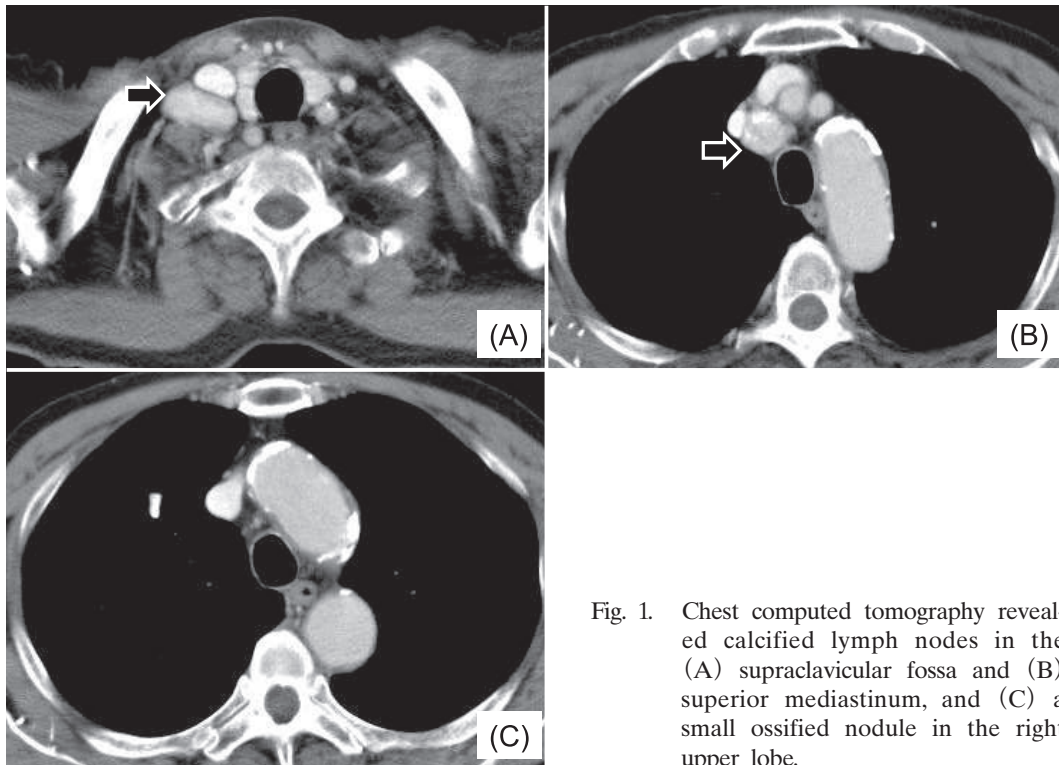 (A)
(B)
(C)
Fig. 1. Chest computed tomography reveal-
ed calcified lymph nodes in the
(A) supraclavicular fossa and (B)
superior mediastinum, and (C) a
small ossified nodule in the right
upper lobe.